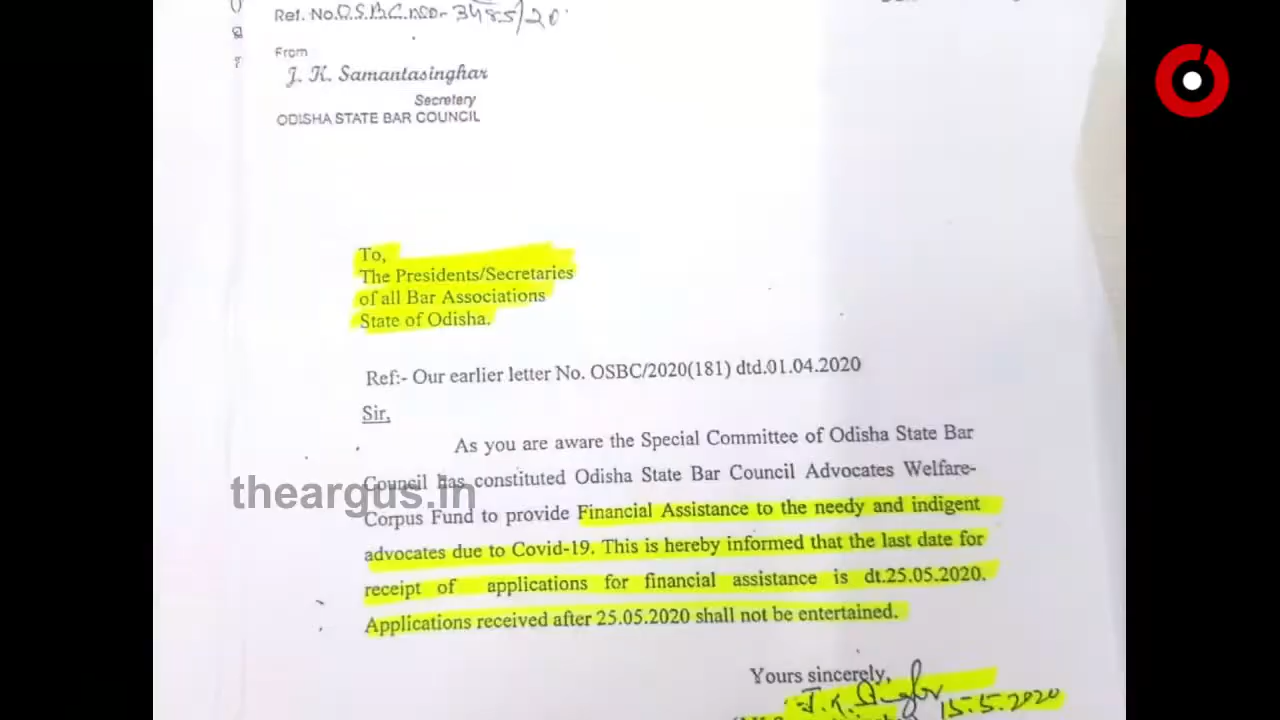 Ref. No.O.S.B.C. 3485/20
From
J. K. Samantasinghar
Secretary
ODISHA STATE BAR COUNCIL
To,
The Presidents/Secretaries
of all Bar Associations
State of Odisha.
Ref:- Our earlier letter No. OSBC/2020(181) dtd.01.04.2020
Sir,
As you are aware the Special Committee of Odisha State Bar
Council has constituted Odisha State Bar Council Advocates Welfare-
Corpus Fund to provide Financial Assistance to the needy and indigent
advocates due to Covid-19. This is hereby informed that the last date for
receipt of applications for financial assistance is dt.25.05.2020.
Applications received after 25.05.2020 shall not be entertained.
theargus.in
Yours sincerely,
15.5.2020